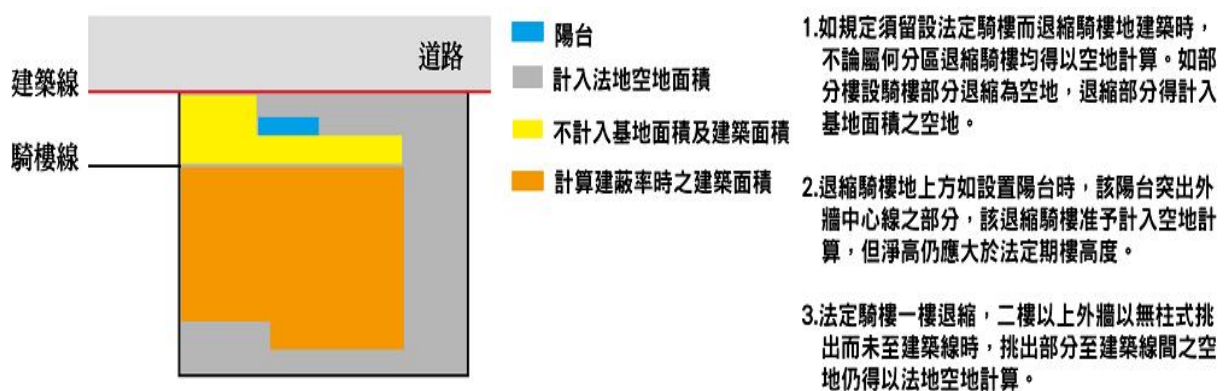 道路
建築線
騎樓線
陽台
計入法地空地面積
不計入基地面積及建築面積
計算建蔽率時之建築面積
1.如規定須留設法定騎樓而退縮騎樓地建築時，
不論屬何分區退縮騎樓均得以空地計算。如部
分樓設騎樓部分退縮為空地，退縮部分得計入
基地面積之空地。
2.退縮騎樓地上方如設置陽台時，該陽台突出外
牆中心線之部分，該退縮騎樓准予計入空地計
算，但淨高仍應大於法定期樓高度。
3.法定騎樓一樓退縮，二樓以上外牆以無柱式挑
出而未至建築線時，挑出部分至建築線間之空
地仍得以法地空地計算。